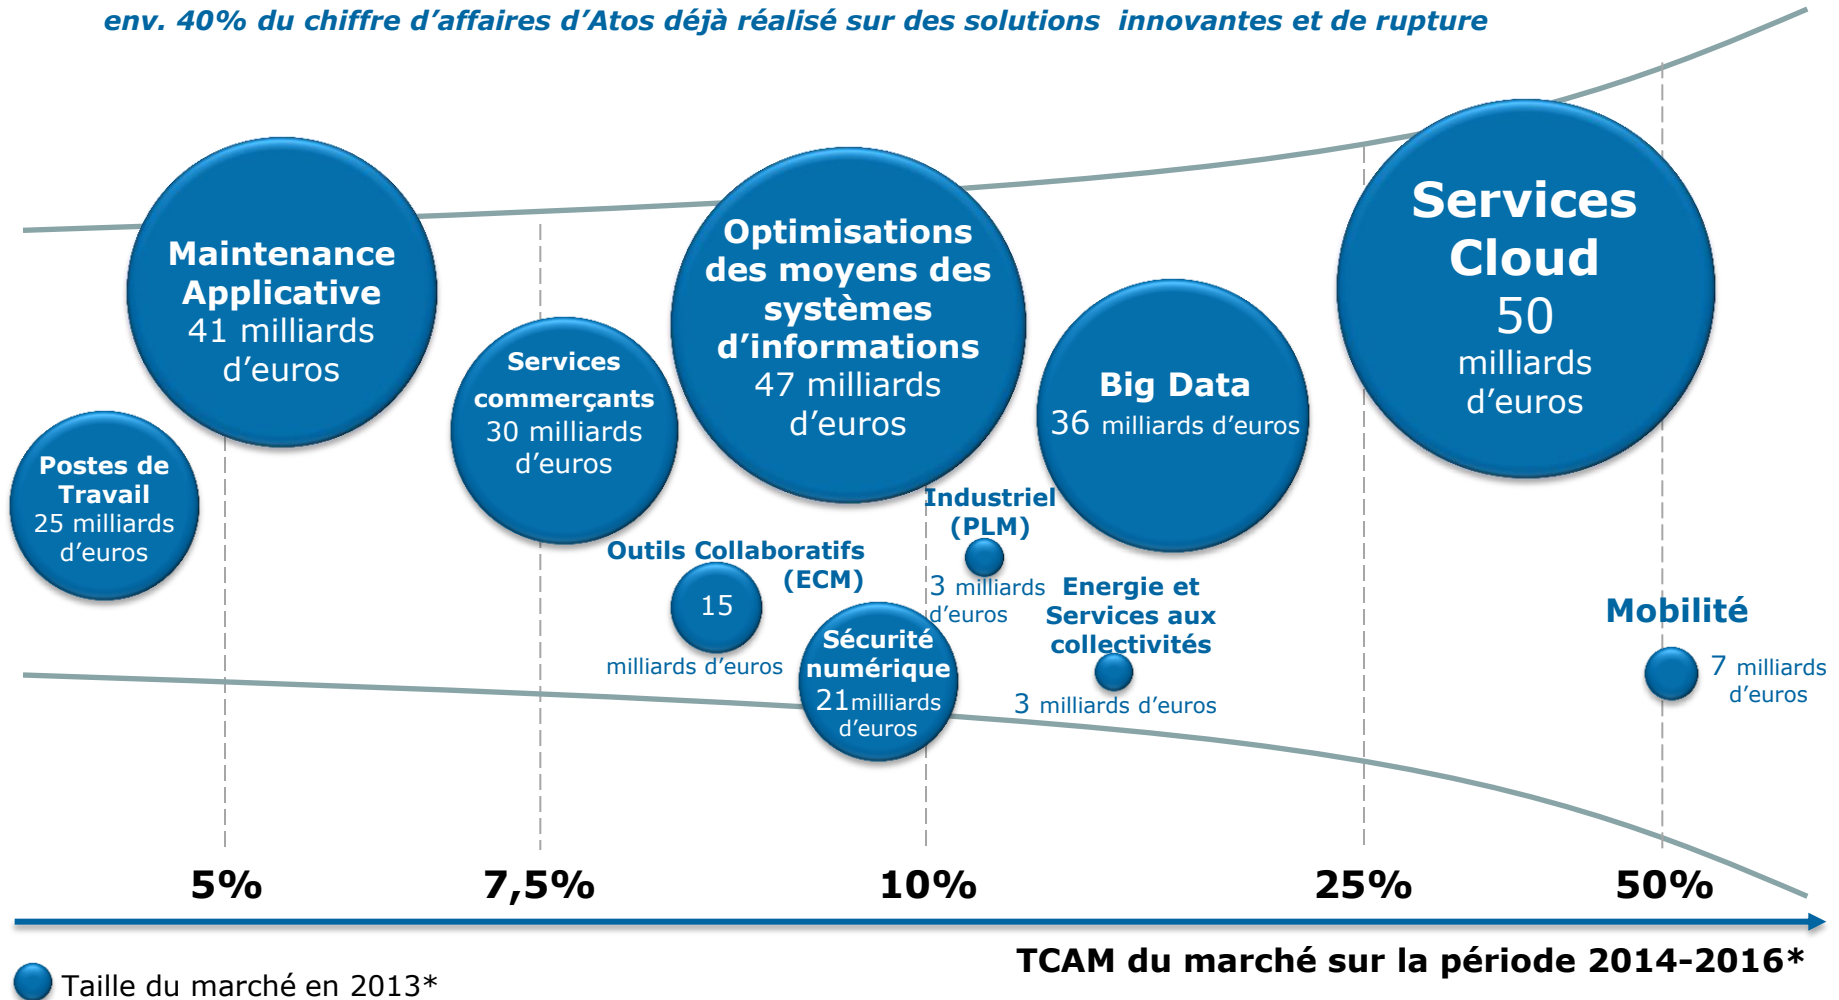 env. 40% du chiffre d’affaires d’Atos déjà réalisé sur des solutions innovantes et de rupture
Maintenance
Applicative
41 milliards
d’euros
Postes de
Travail
25 milliards
d’euros
Services
commerçants
30 milliards
d’euros
Optimisations
des moyens des
systèmes
d’informations
47 milliards
d’euros
Big Data
36 milliards d’euros
Services
Cloud
50
milliards
d’euros
Outils Collaboratifs
(ECM)
15
milliards d’euros
Sécurité
numérique
21milliards
d’euros
Industriel
(PLM)
3 milliards
d’euros
Energie et
Services aux
collectivités
3 milliards d’euros
Mobilité
7 milliards
d’euros
5%
7,5%
10%
25%
50%
TCAM du marché sur la période 2014-2016*
Taille du marché en 2013*